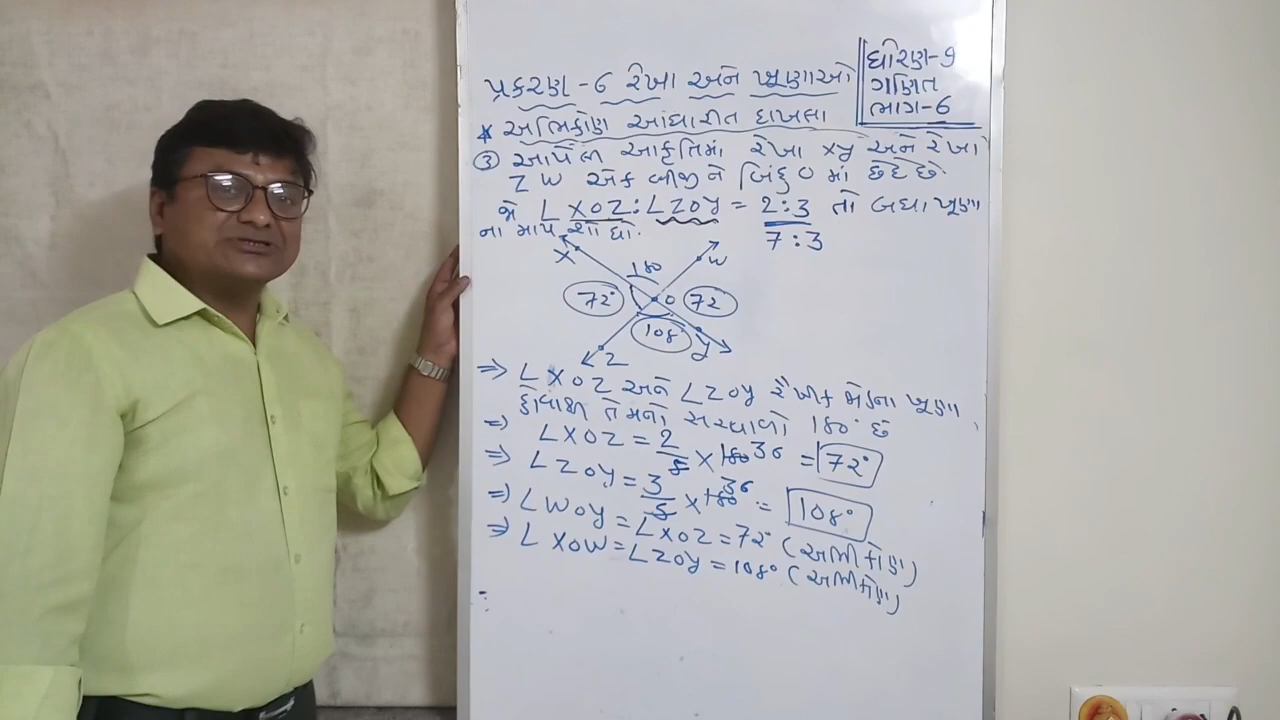 ધોરણ-9
ગણિત
ભાગ-6
પ્રકરણ -6 રેખા અને ખૂણાઓ
* અભિકોણ આધારીત દાખલા
③ આપેલ આકૃતિમાં રેખા xy અને રેખા
ZW એક બીજાને બિંદુ O માં છેદે છે.
જો ∠XOZ:∠ZOY = 2:3 તો બધા ખૂણા
ના માપ શોધો.
7:3
X
W
180
72°
O
72
108
Z
Y
⇒ ∠XOZ અને ∠ZOY રૈખીક જોડના ખૂણા
હોવાથી તેમનો સરવાળો 180° છે
⇒ ∠XOZ = 2/5 × 180 36 = 72°
⇒ ∠ZOY = 3/5 × 180 36 = 108°
⇒ ∠WOY = ∠XOZ = 72° (અભીકોણ)
⇒ ∠XOW = ∠ZOY = 108° (અભીકોણ)